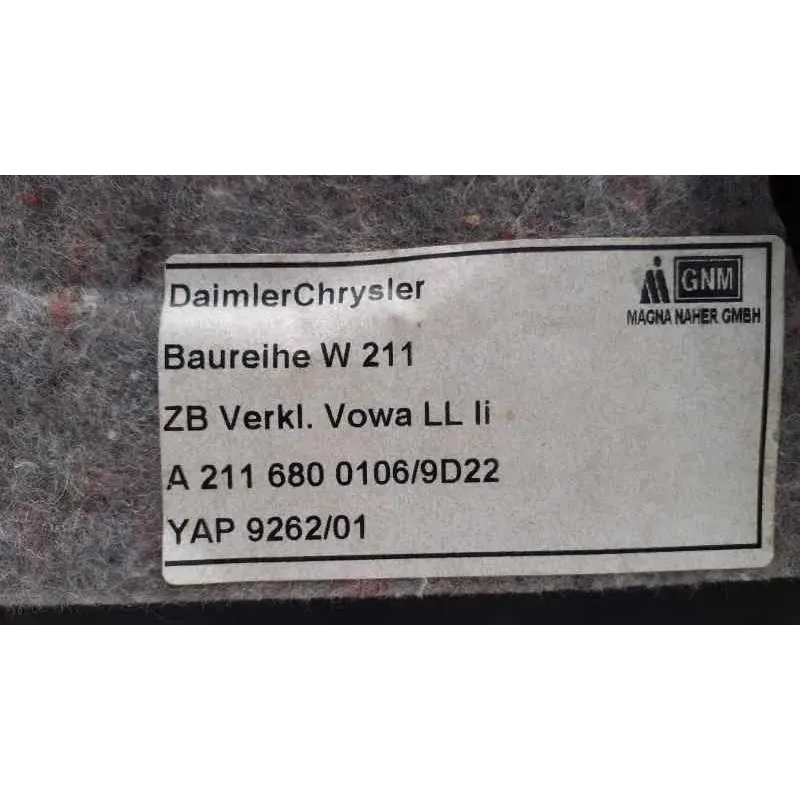 DaimlerChrysler
GNM
MAGNA NAHER GMBH
Baureihe W 211
ZB Verkl. Vowa LL li
A 211 680 0106/9D22
YAP 9262/01